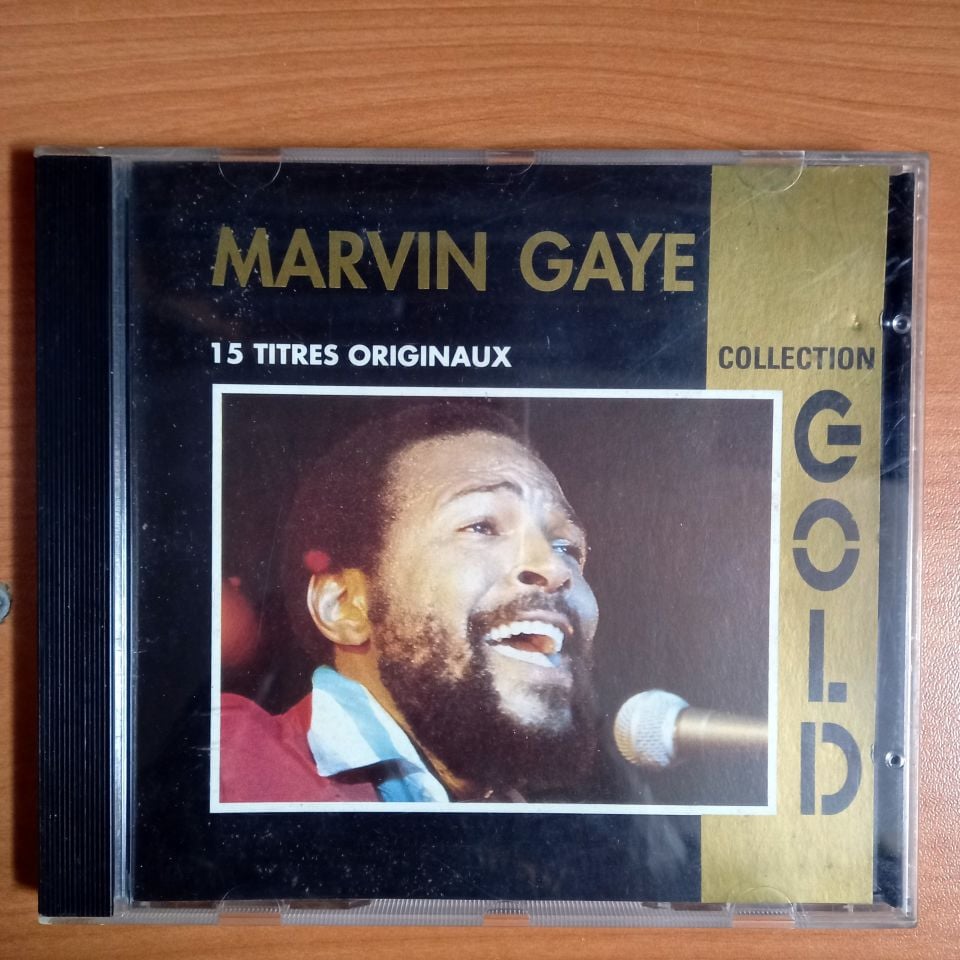 MARVIN GAYE
15 TITRES ORIGINAUX
COLLECTION
GOLD